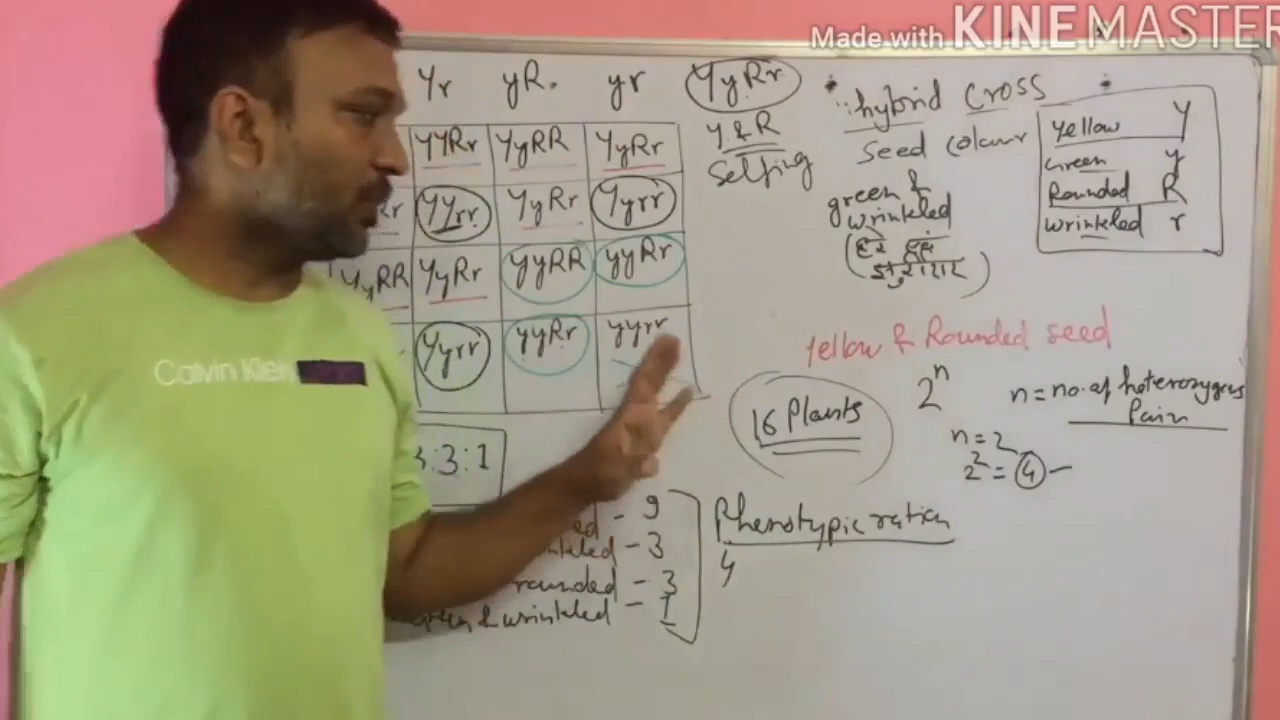 Made with KINEMASTER
Yr yR. yr YyRr
hybrid CROSS
Y & R
Selfing
Seed colour
green &
wrinkled
yellow Y
Green y
Rounded R
wrinkled r
YYRr YyRR YyRr
YYrr YyRr Yyrr
YyRR YyRr yyRR yyRr
Yyrr yyRr yyrr
Calvin Klein
Yellow & Rounded seed
16 Plants
2ⁿ n = no. of heterozygous
Pair
n = 2
2² = 4
:3:1
- 9
- 3
rounded - 3
green & wrinkled - 1
Phenotypic ration
4